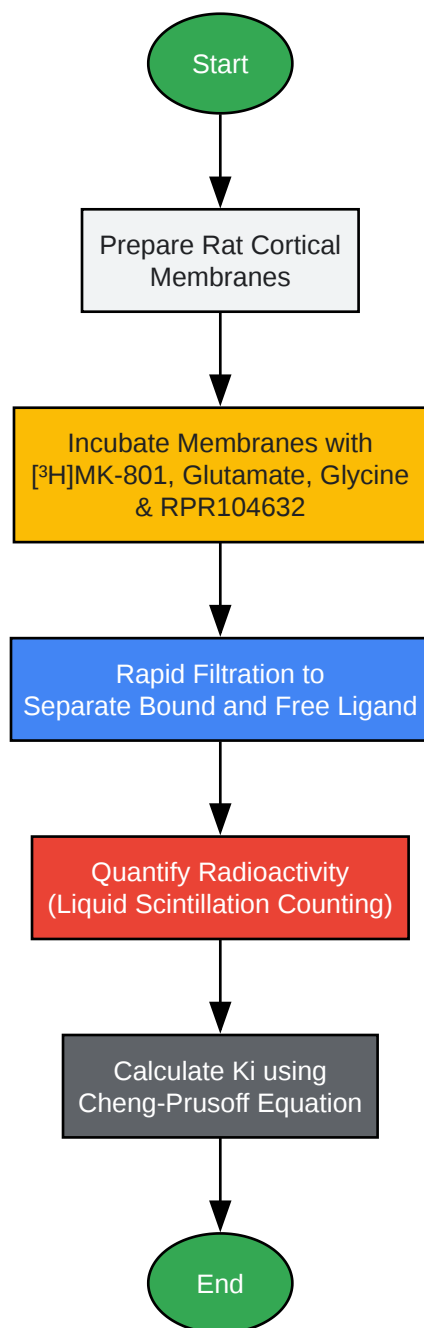 Start
Prepare Rat Cortical
Membranes
Incubate Membranes with
[³H]MK-801, Glutamate, Glycine
& RPR104632
Rapid Filtration to
Separate Bound and Free Ligand
Quantify Radioactivity
(Liquid Scintillation Counting)
Calculate Ki using
Cheng-Prusoff Equation
End